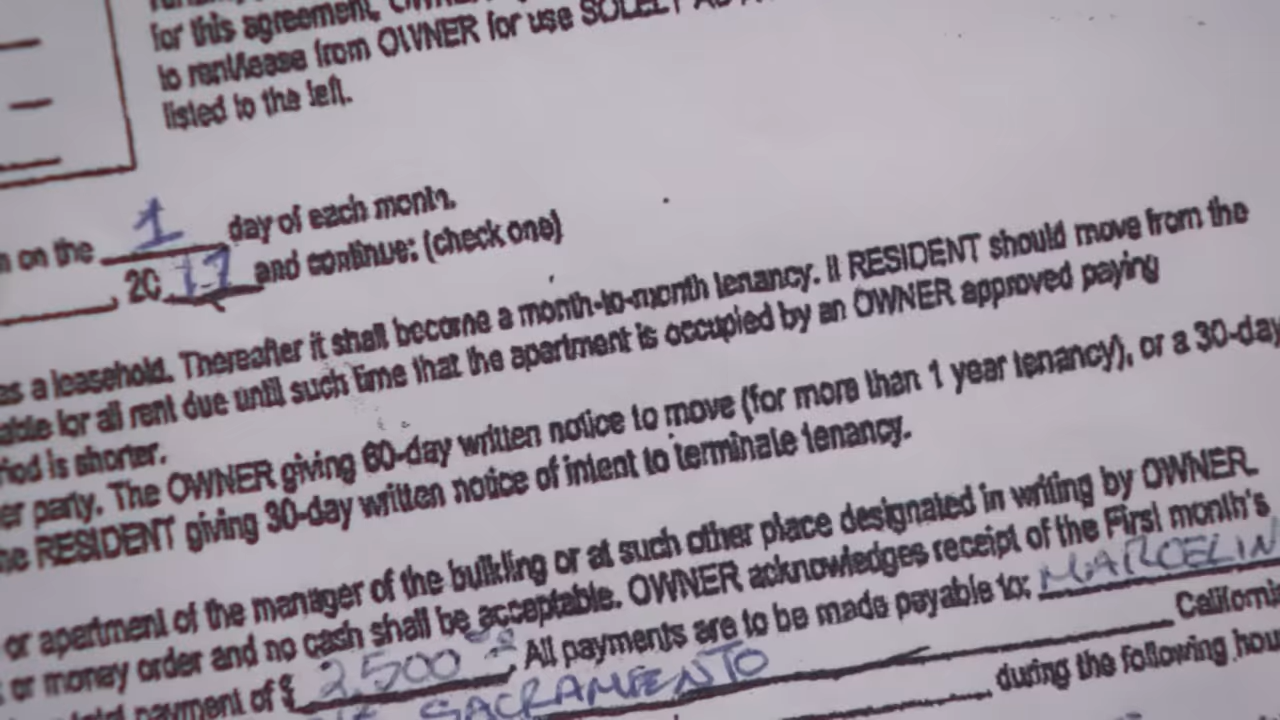 for this agreement,
to rent/lease from OWNER for use SOLELY AS
listed to the left.
on the 1 day of each month.
, 20 17 and continue: (check one)
as a leasehold. Thereafter it shall become a month-to-month tenancy. If RESIDENT should move from the
for all rent due until such time that the apartment is occupied by an OWNER approved paying
is shorter.
party. The OWNER giving 60-day written notice to move (for more than 1 year tenancy), or a 30-day
RESIDENT giving 30-day written notice of intent to terminate tenancy.
or apartment of the manager of the building or at such other place designated in writing by OWNER.
or money order and no cash shall be acceptable. OWNER acknowledges receipt of the First month's
payment of $ 2,500 . All payments are to be made payable to: MARCELIN
SACRAMENTO California
during the following hou